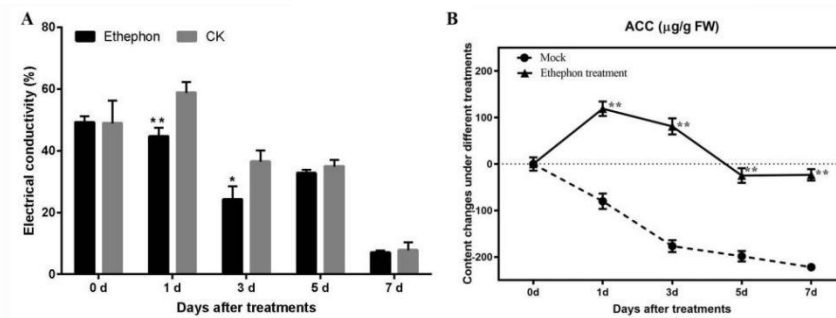 A
Ethephon CK
Electrical conductivity (%)
80
60
40
20
0
**
*
0 d 1 d 3 d 5 d 7 d
Days after treatments
B
ACC (μg/g FW)
Mock
Ethephon treatment
Content changes under different treatments
200
100
0
-100
-200
**
**
**
**
0d 1d 3d 5d 7d
Days after treatments